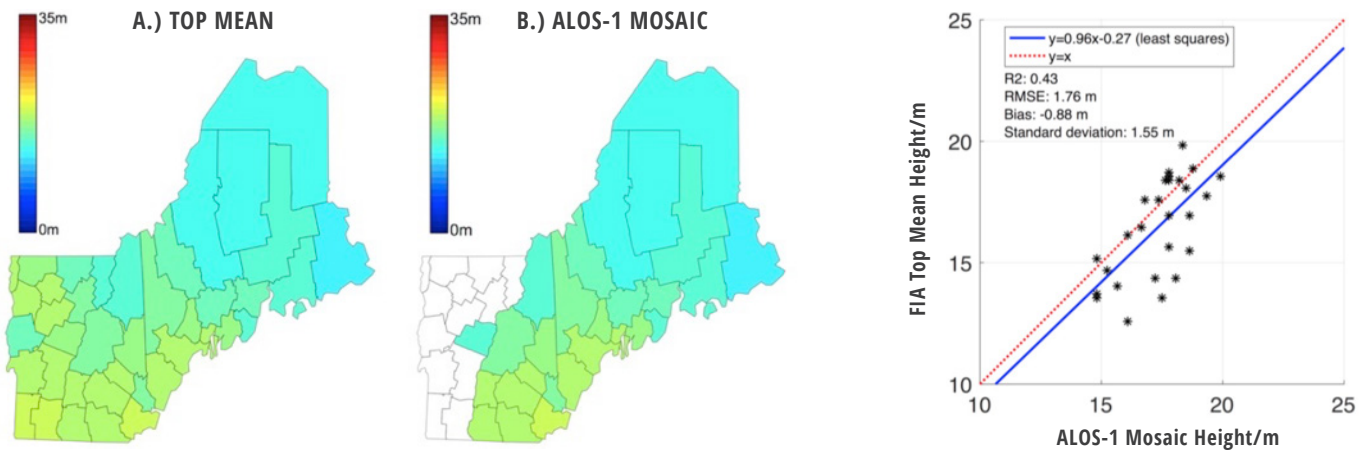 A.) TOP MEAN
35m
0m
B.) ALOS-1 MOSAIC
35m
0m
FIA Top Mean Height/m
25
20
15
10
y=0.96x-0.27 (least squares)
y=x
R2: 0.43
RMSE: 1.76 m
Bias: -0.88 m
Standard deviation: 1.55 m
10 15 20 25
ALOS-1 Mosaic Height/m